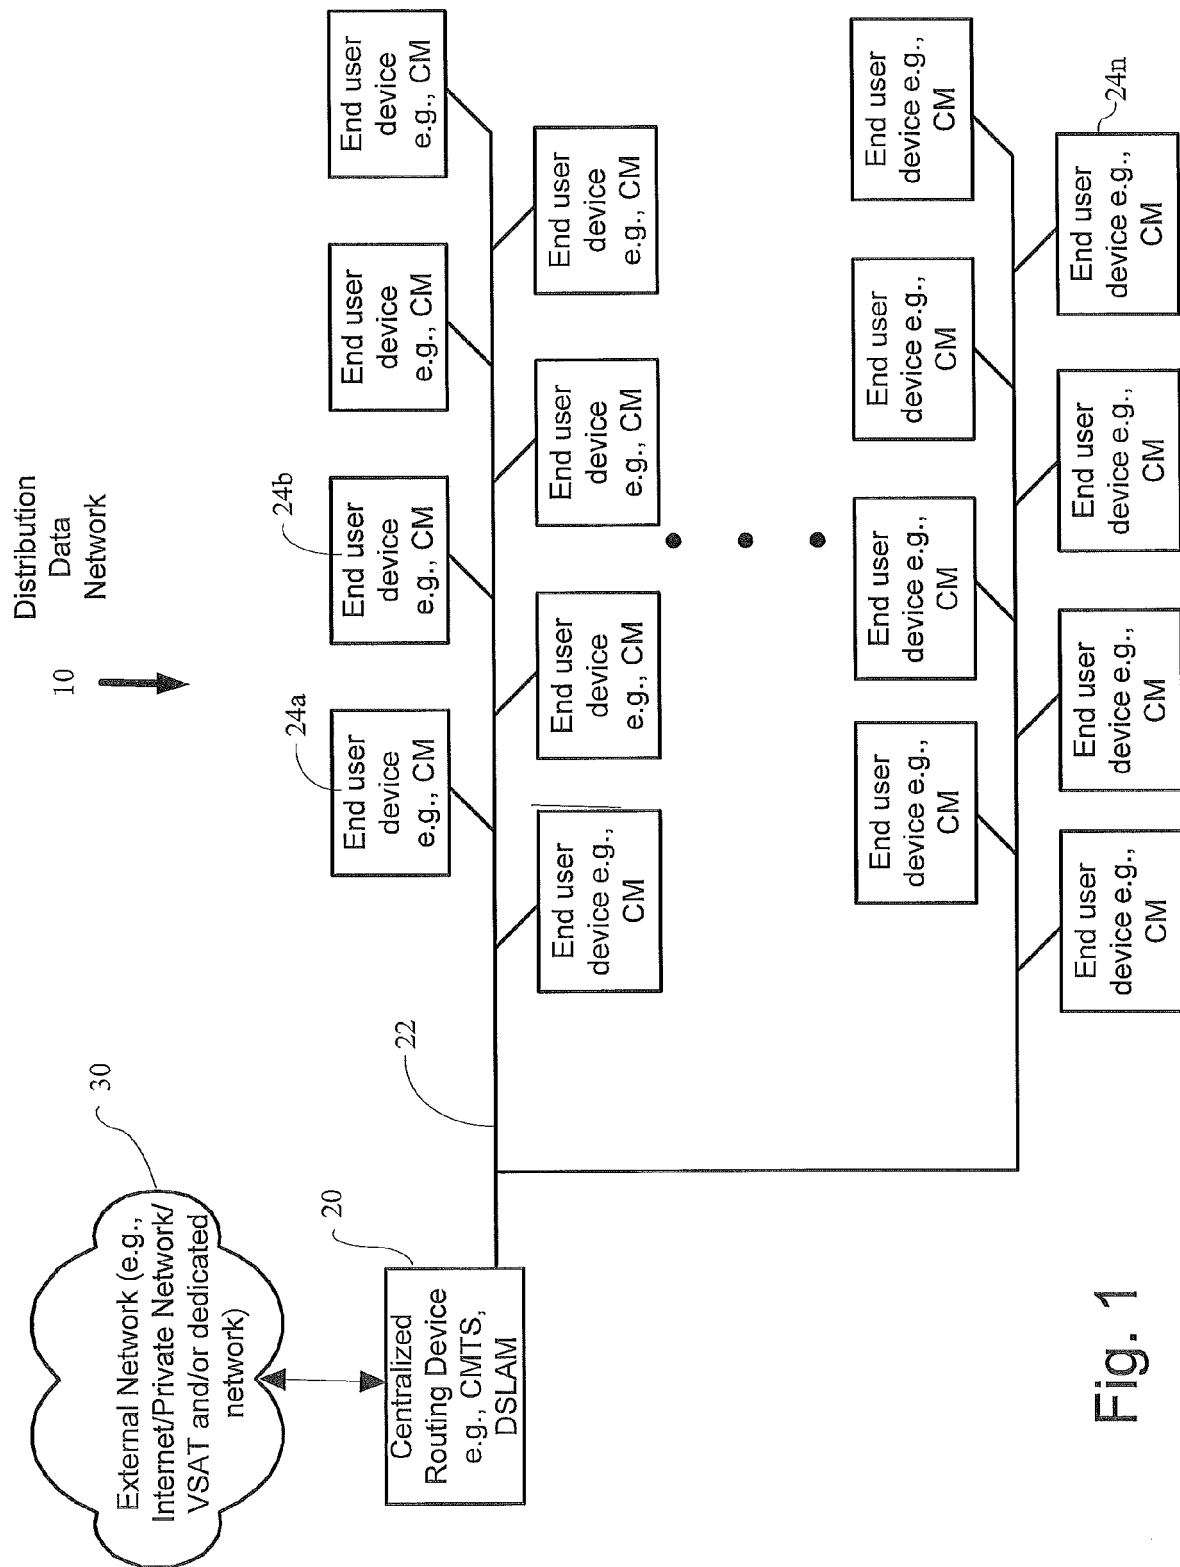 Distribution
Data
Network
10
30
External Network (e.g.,
Internet/Private Network/
VSAT and/or dedicated
network)
20
Centralized
Routing Device
e.g., CMTS,
DSLAM
22
24a
End user
device
e.g., CM
24b
End user
device
e.g., CM
End user
device
e.g., CM
End user
device
e.g., CM
End user
device e.g.,
CM
End user
device
e.g., CM
End user
device
e.g., CM
End user
device
e.g., CM
End user
device e.g.,
CM
End user
device e.g.,
CM
End user
device e.g.,
CM
End user
device e.g.,
CM
End user
device e.g.,
CM
End user
device e.g.,
CM
End user
device e.g.,
CM
End user
device e.g.,
CM
24n
Fig. 1